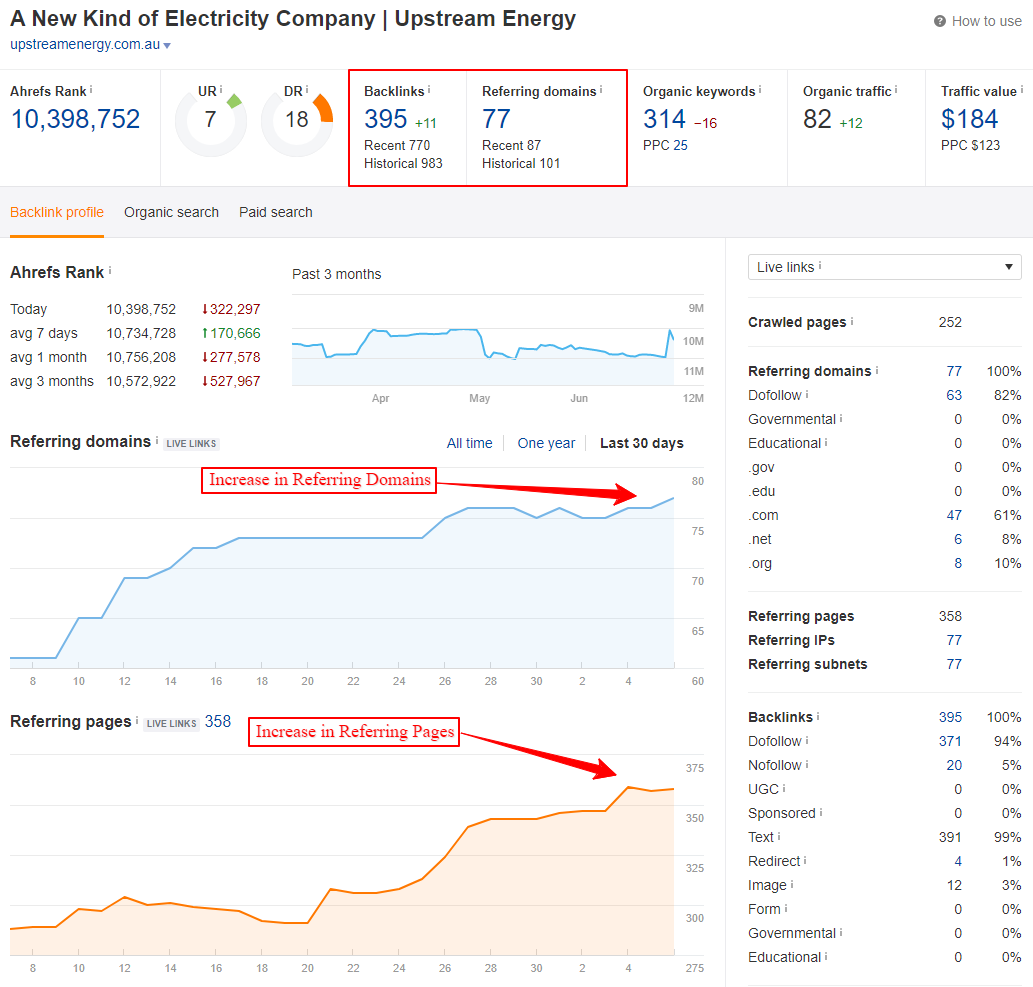 A New Kind of Electricity Company | Upstream Energy
How to use
upstreamenergy.com.au
Ahrefs Rank
10,398,752
UR
7
DR
18
Backlinks
395 +11
Recent 770
Historical 983
Referring domains
77
Recent 87
Historical 101
Organic keywords
314 −16
PPC 25
Organic traffic
82 +12
Traffic value
$184
PPC $123
Backlink profile Organic search Paid search
Ahrefs Rank
Today 10,398,752 ↓322,297
avg 7 days 10,734,728 ↑170,666
avg 1 month 10,756,208 ↓277,578
avg 3 months 10,572,922 ↓527,967
Past 3 months
9M
10M
11M
12M
Apr May Jun
Referring domains LIVE LINKS
All time One year Last 30 days
Increase in Referring Domains
80
75
70
65
60
8 10 12 14 16 18 20 22 24 26 28 30 2 4
Referring pages LIVE LINKS 358
Increase in Referring Pages
375
350
325
300
275
8 10 12 14 16 18 20 22 24 26 28 30 2 4
Live links
Crawled pages 252
Referring domains 77 100%
Dofollow 63 82%
Governmental 0 0%
Educational 0 0%
.gov 0 0%
.edu 0 0%
.com 47 61%
.net 6 8%
.org 8 10%
Referring pages 358
Referring IPs 77
Referring subnets 77
Backlinks 395 100%
Dofollow 371 94%
Nofollow 20 5%
UGC 0 0%
Sponsored 0 0%
Text 391 99%
Redirect 4 1%
Image 12 3%
Form 0 0%
Governmental 0 0%
Educational 0 0%